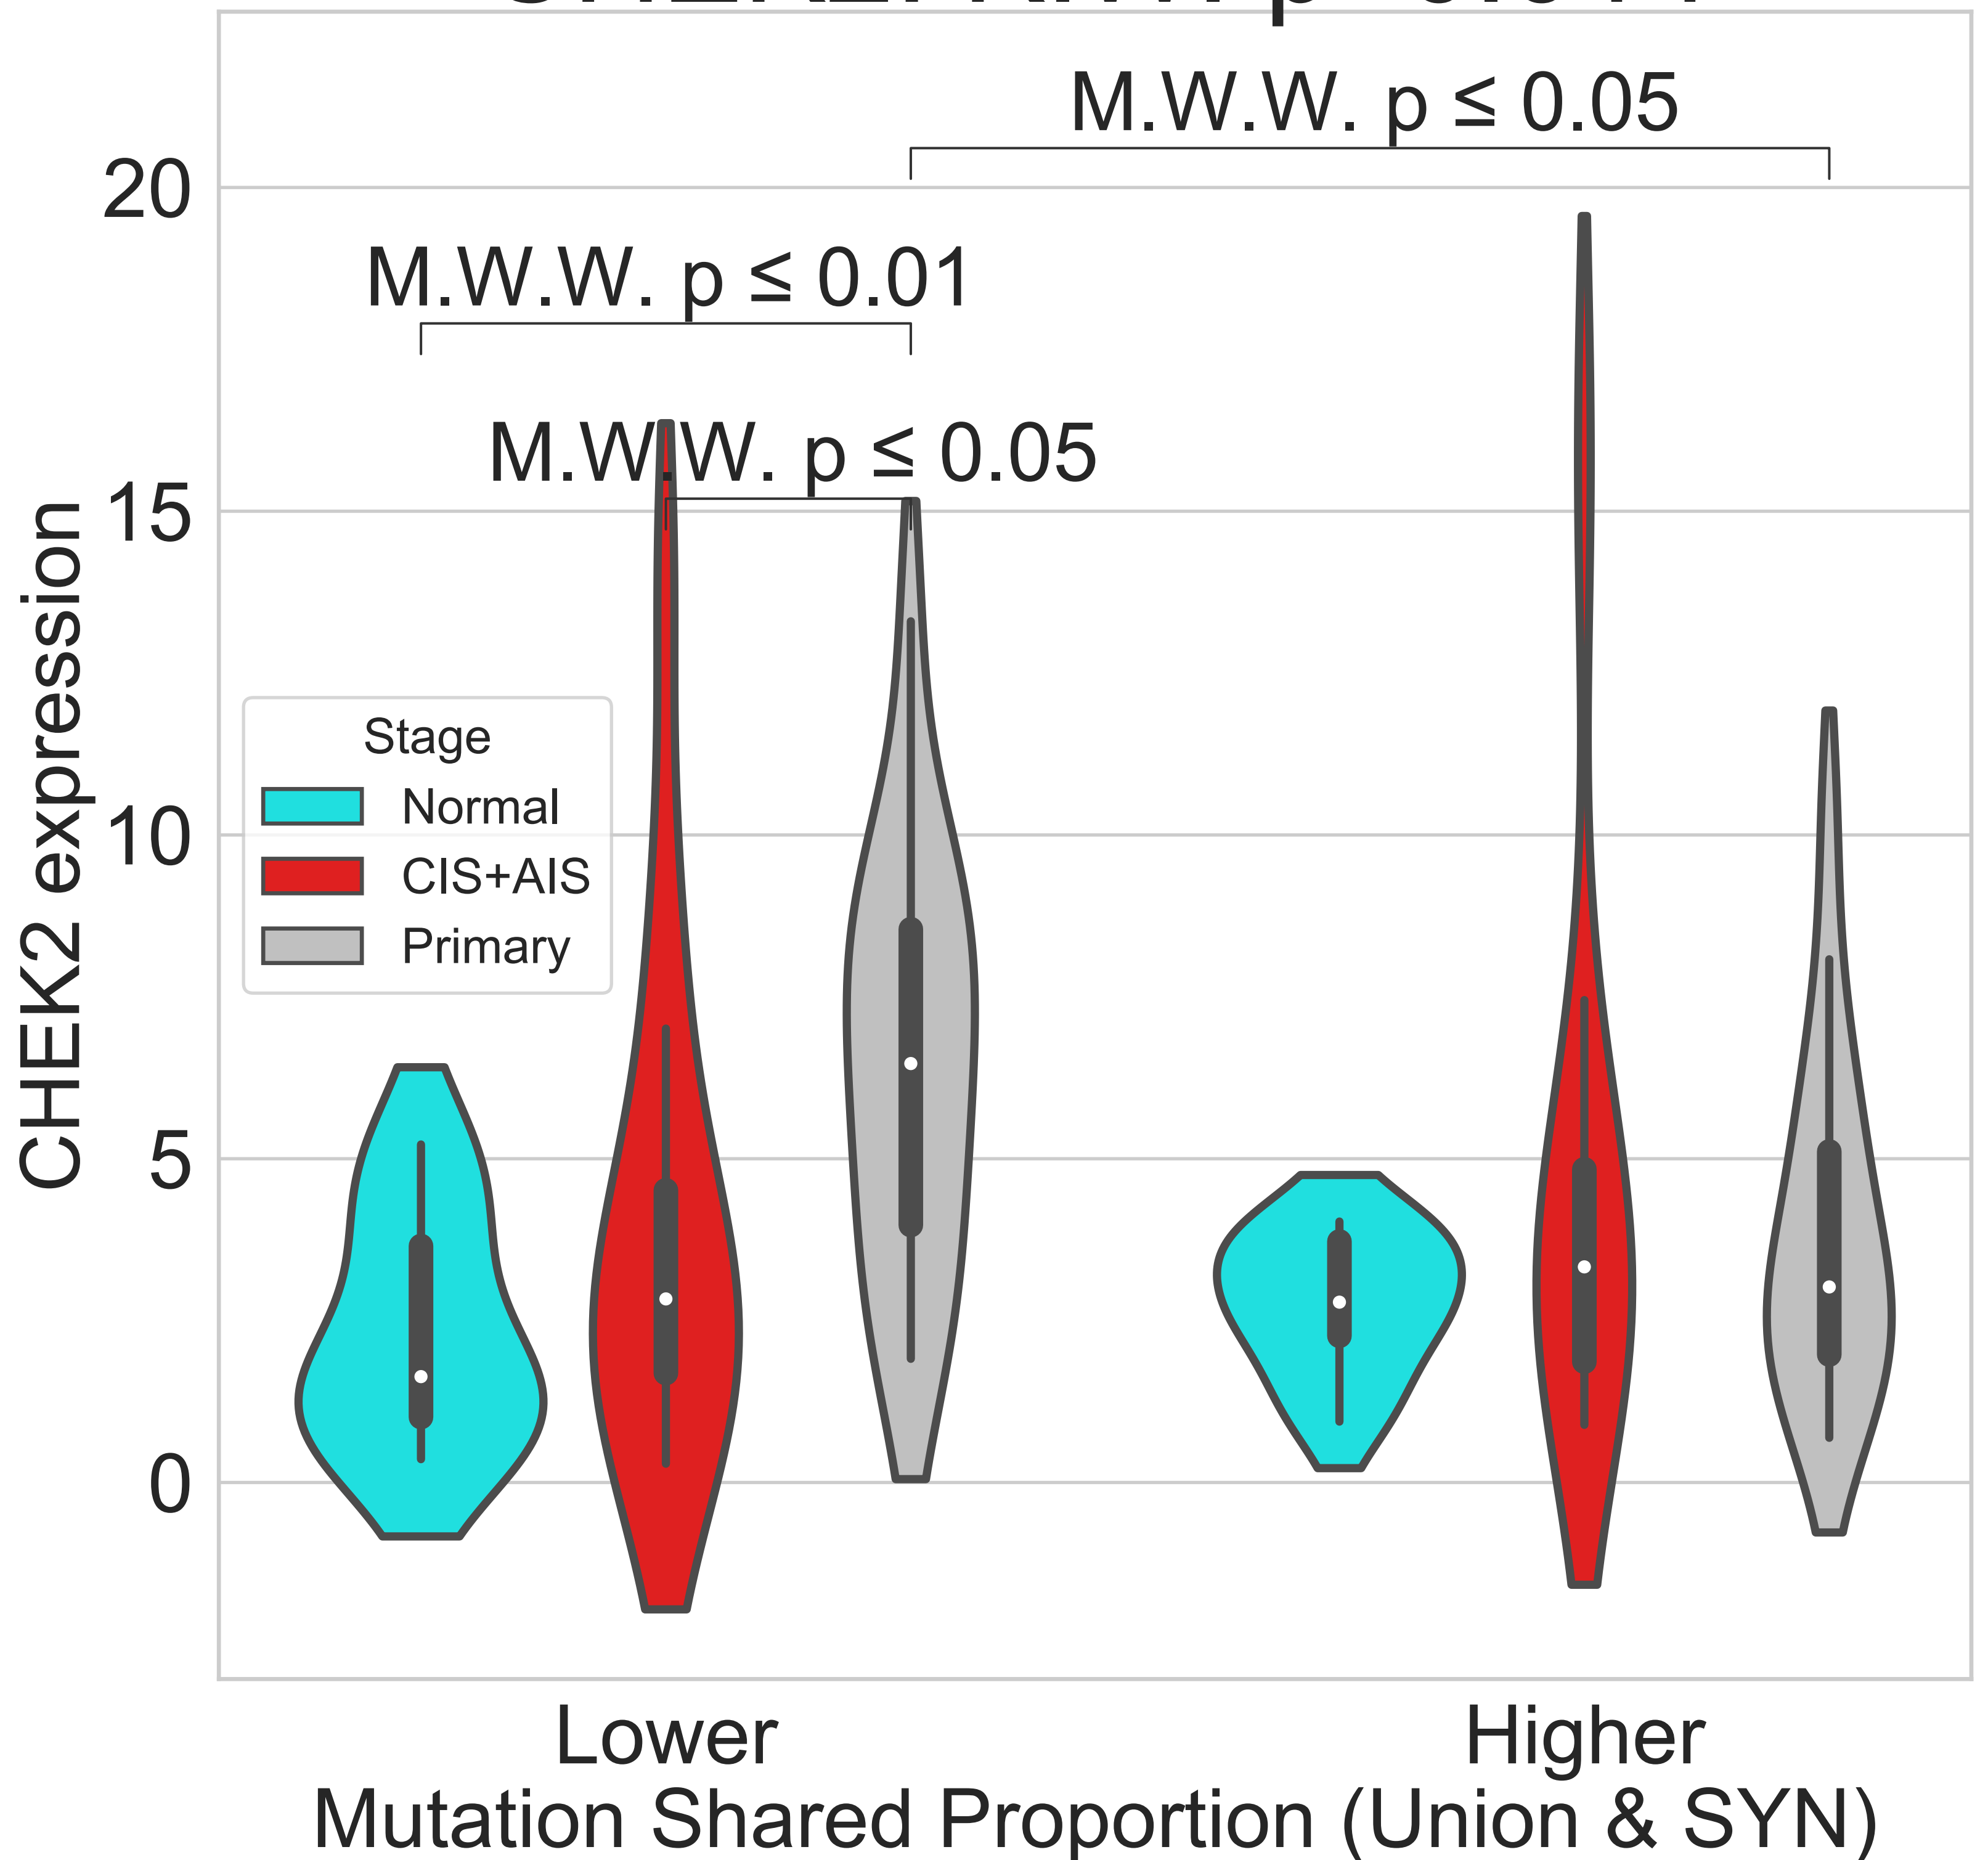 M.W.W. p ≤ 0.05
20
M.W.W. p ≤ 0.01
M.W.W. p ≤ 0.05
15
CHEK2 expression
Stage
Normal
10
CIS+AIS
Primary
5
0
Lower
Higher
Mutation Shared Proportion (Union & SYN)